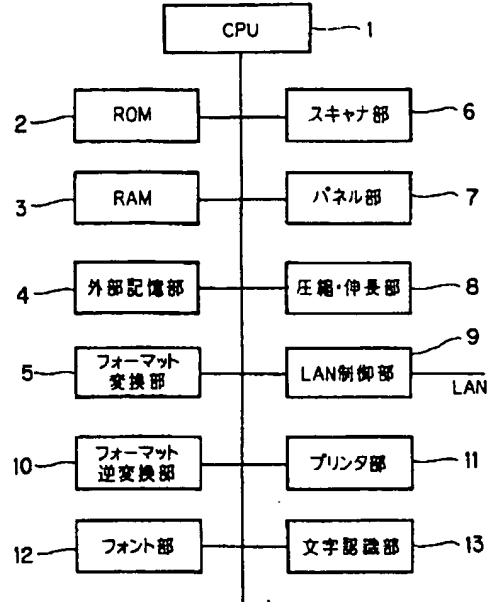 CPU
1
2
ROM
スキャナ部
6
3
RAM
パネル部
7
4
外部記憶部
圧縮・伸長部
8
5
フォーマット
変換部
LAN制御部
9
LAN
10
フォーマット
逆変換部
プリンタ部
11
12
フォント部
文字認識部
13